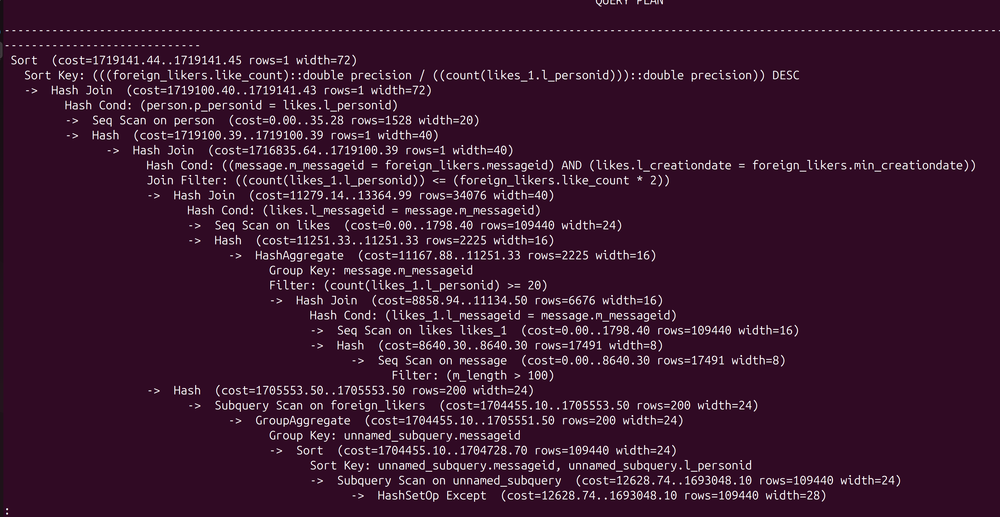 QUERY PLAN
------------------------------------------------------------------------------------------------------------------------------------------------------
-----------------------------
Sort  (cost=1719141.44..1719141.45 rows=1 width=72)
  Sort Key: (((foreign_likers.like_count)::double precision / ((count(likes_1.l_personid)))::double precision)) DESC
  ->  Hash Join  (cost=1719100.40..1719141.43 rows=1 width=72)
        Hash Cond: (person.p_personid = likes.l_personid)
        ->  Seq Scan on person  (cost=0.00..35.28 rows=1528 width=20)
        ->  Hash  (cost=1719100.39..1719100.39 rows=1 width=40)
              ->  Hash Join  (cost=1716835.64..1719100.39 rows=1 width=40)
                    Hash Cond: ((message.m_messageid = foreign_likers.messageid) AND (likes.l_creationdate = foreign_likers.min_creationdate))
                    Join Filter: ((count(likes_1.l_personid)) <= (foreign_likers.like_count * 2))
                    ->  Hash Join  (cost=11279.14..13364.99 rows=34076 width=40)
                          Hash Cond: (likes.l_messageid = message.m_messageid)
                          ->  Seq Scan on likes  (cost=0.00..1798.40 rows=109440 width=24)
                          ->  Hash  (cost=11251.33..11251.33 rows=2225 width=16)
                                ->  HashAggregate  (cost=11167.88..11251.33 rows=2225 width=16)
                                      Group Key: message.m_messageid
                                      Filter: (count(likes_1.l_personid) >= 20)
                                      ->  Hash Join  (cost=8858.94..11134.50 rows=6676 width=16)
                                            Hash Cond: (likes_1.l_messageid = message.m_messageid)
                                            ->  Seq Scan on likes likes_1  (cost=0.00..1798.40 rows=109440 width=16)
                                            ->  Hash  (cost=8640.30..8640.30 rows=17491 width=8)
                                                  ->  Seq Scan on message  (cost=0.00..8640.30 rows=17491 width=8)
                                                        Filter: (m_length > 100)
                    ->  Hash  (cost=1705553.50..1705553.50 rows=200 width=24)
                          ->  Subquery Scan on foreign_likers  (cost=1704455.10..1705553.50 rows=200 width=24)
                                ->  GroupAggregate  (cost=1704455.10..1705551.50 rows=200 width=24)
                                      Group Key: unnamed_subquery.messageid
                                      ->  Sort  (cost=1704455.10..1704728.70 rows=109440 width=24)
                                            Sort Key: unnamed_subquery.messageid, unnamed_subquery.l_personid
                                            ->  Subquery Scan on unnamed_subquery  (cost=12628.74..1693048.10 rows=109440 width=24)
                                                  ->  HashSetOp Except  (cost=12628.74..1693048.10 rows=109440 width=28)
: